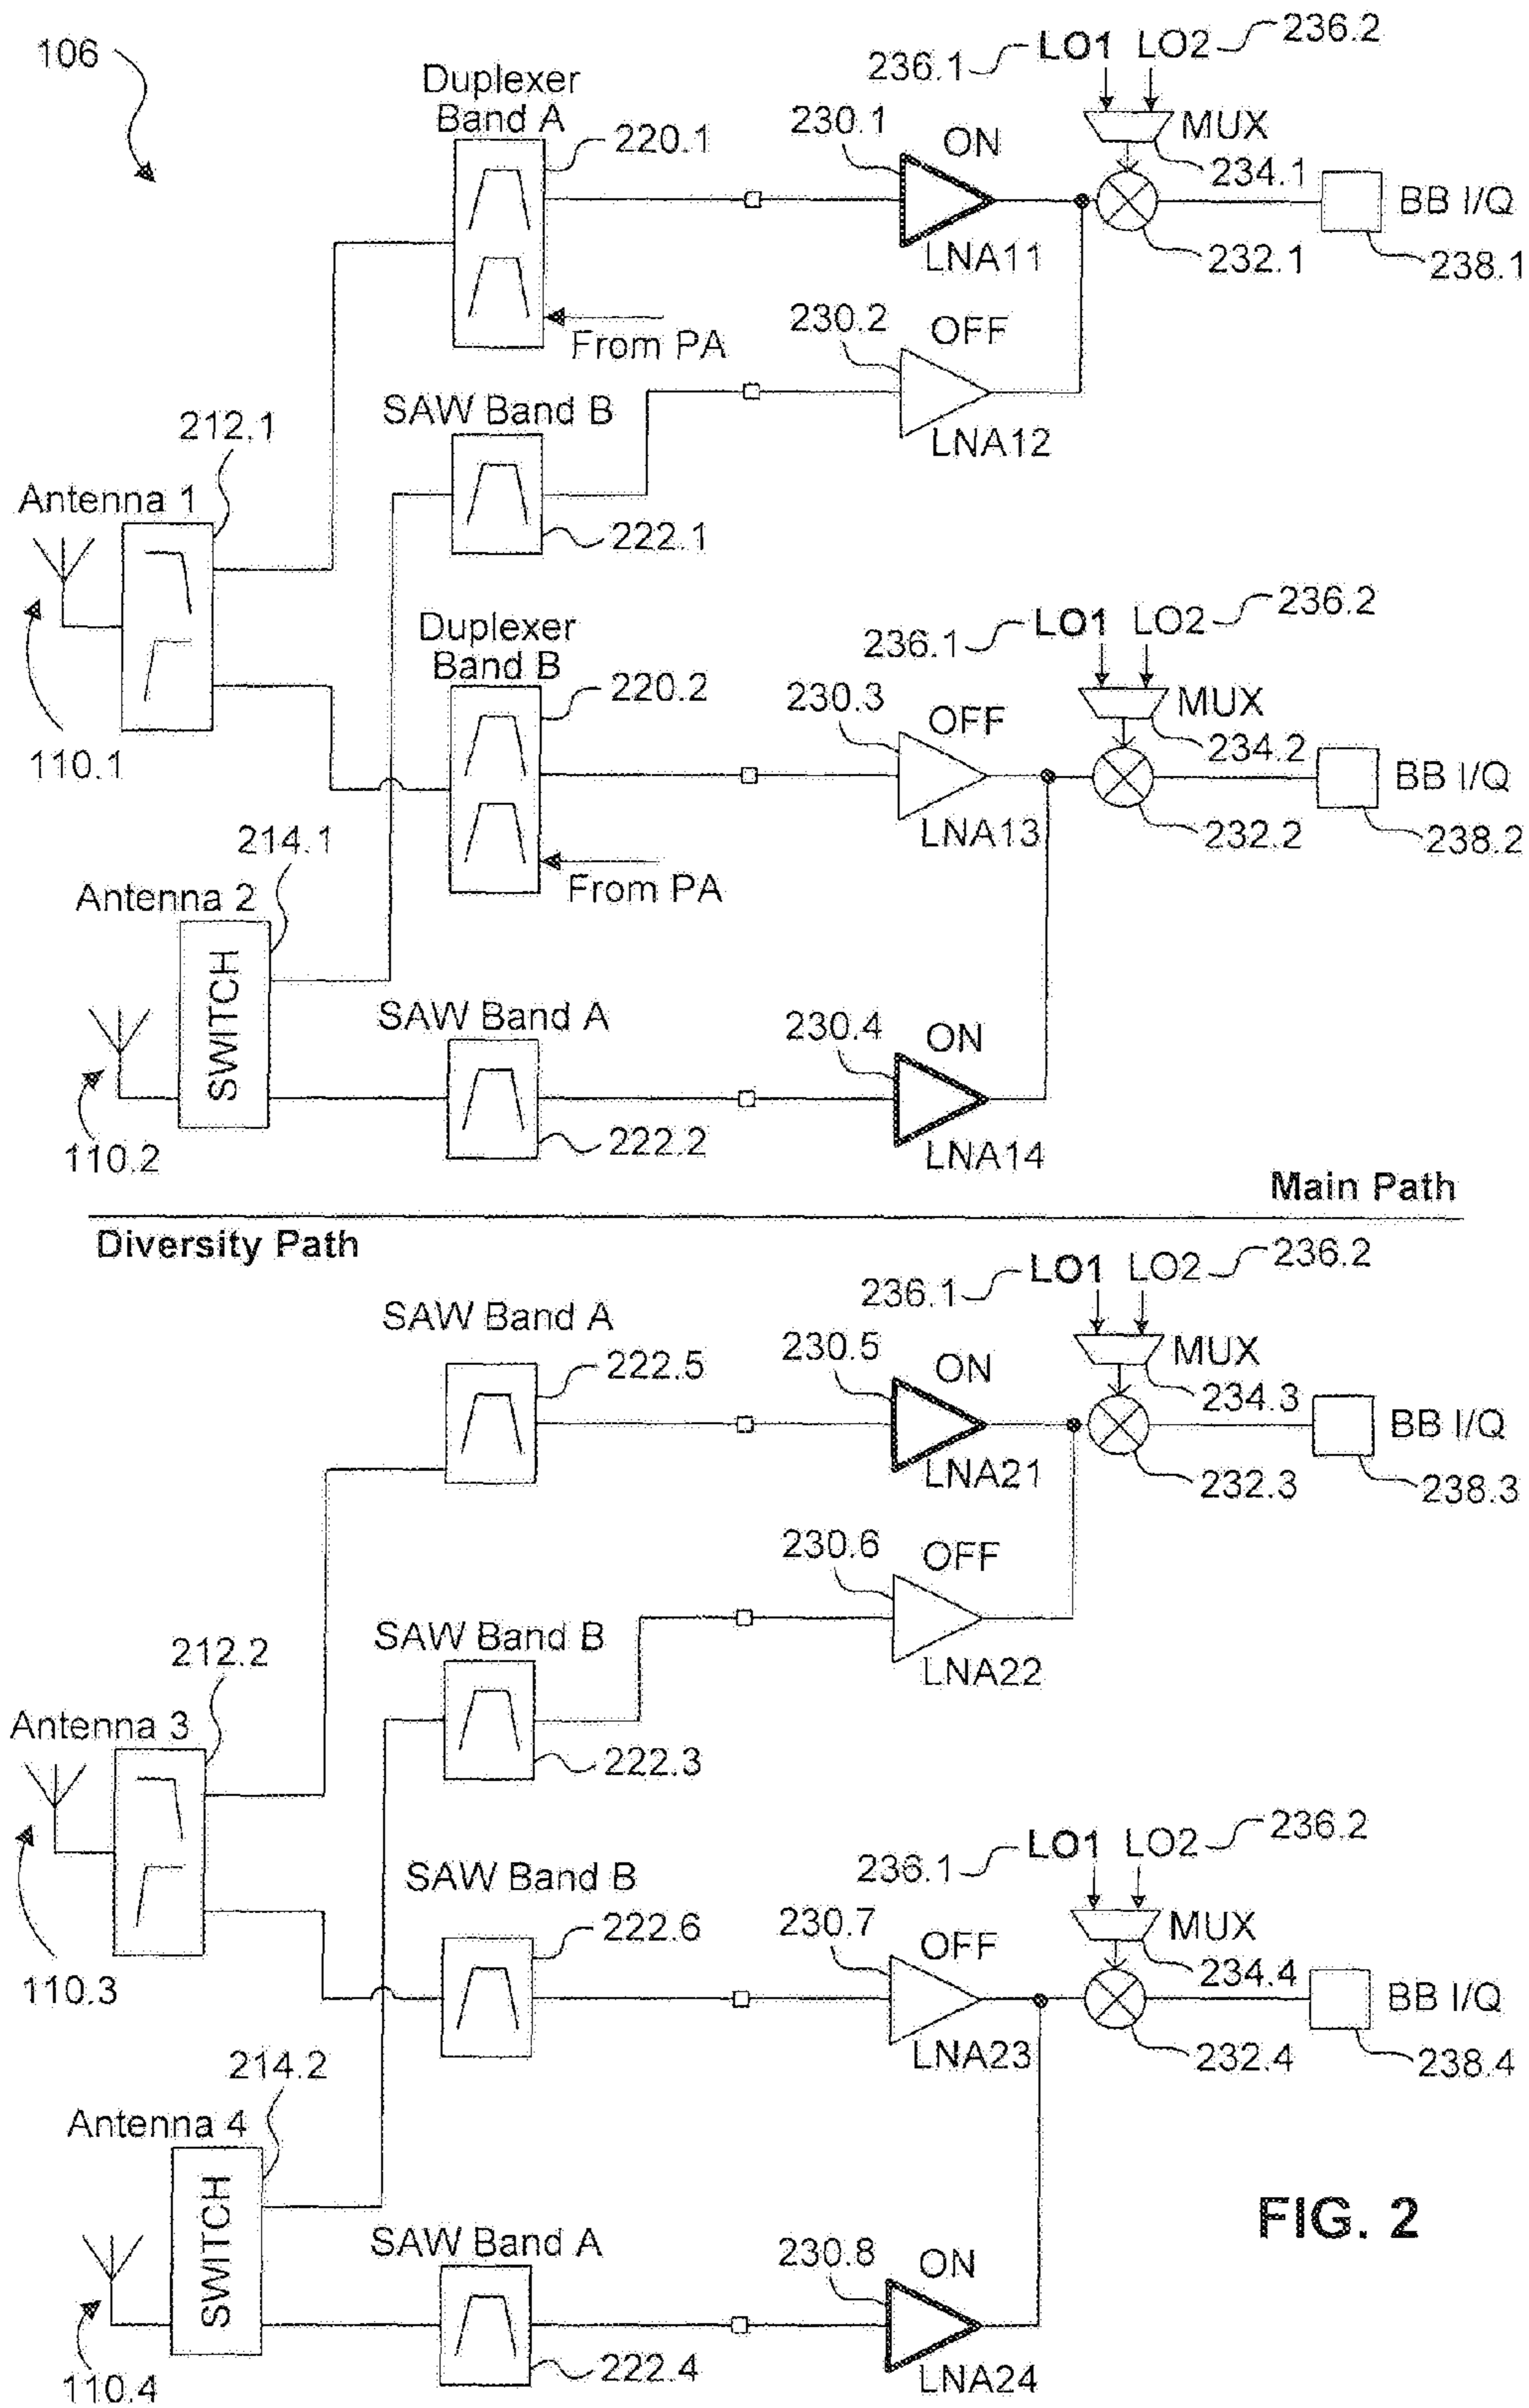 106
236.1 LO1 LO2 236.2
Duplexer
Band A
220.1
230.1 ON
MUX
234.1
BB I/Q
LNA11
232.1
238.1
From PA
230.2 OFF
SAW Band B
212.1
LNA12
Antenna 1
222.1
Duplexer
Band B
236.1 LO1 LO2 236.2
220.2
230.3 OFF
MUX
234.2
110.1
BB I/Q
LNA13
232.2
238.2
214.1
From PA
Antenna 2
SWITCH
SAW Band A
230.4 ON
110.2
222.2
LNA14
Main Path
Diversity Path
236.1 LO1 LO2 236.2
SAW Band A
222.5
230.5 ON
MUX
234.3
BB I/Q
LNA21
232.3
238.3
230.6 OFF
SAW Band B
212.2
LNA22
Antenna 3
222.3
236.1 LO1 LO2 236.2
SAW Band B
222.6
230.7 OFF
MUX
234.4
110.3
BB I/Q
LNA23
232.4
238.4
214.2
Antenna 4
SWITCH
FIG. 2
SAW Band A
230.8 ON
110.4
222.4
LNA24